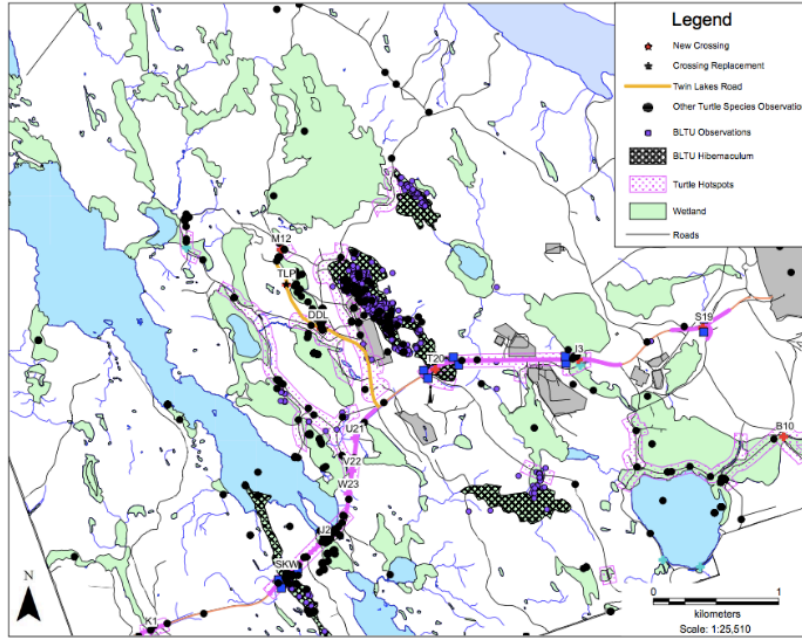 Legend
New Crossing
Crossing Replacement
Twin Lakes Road
Other Turtle Species Observation
BLTU Observations
BLTU Hibernaculum
Turtle Hotspots
Wetland
Roads
M12
TLP
DDL
S19
J3
T20
U21
B10
V22
W23
J2
SKW
K1
N
0 1
kilometers
Scale: 1:25,510